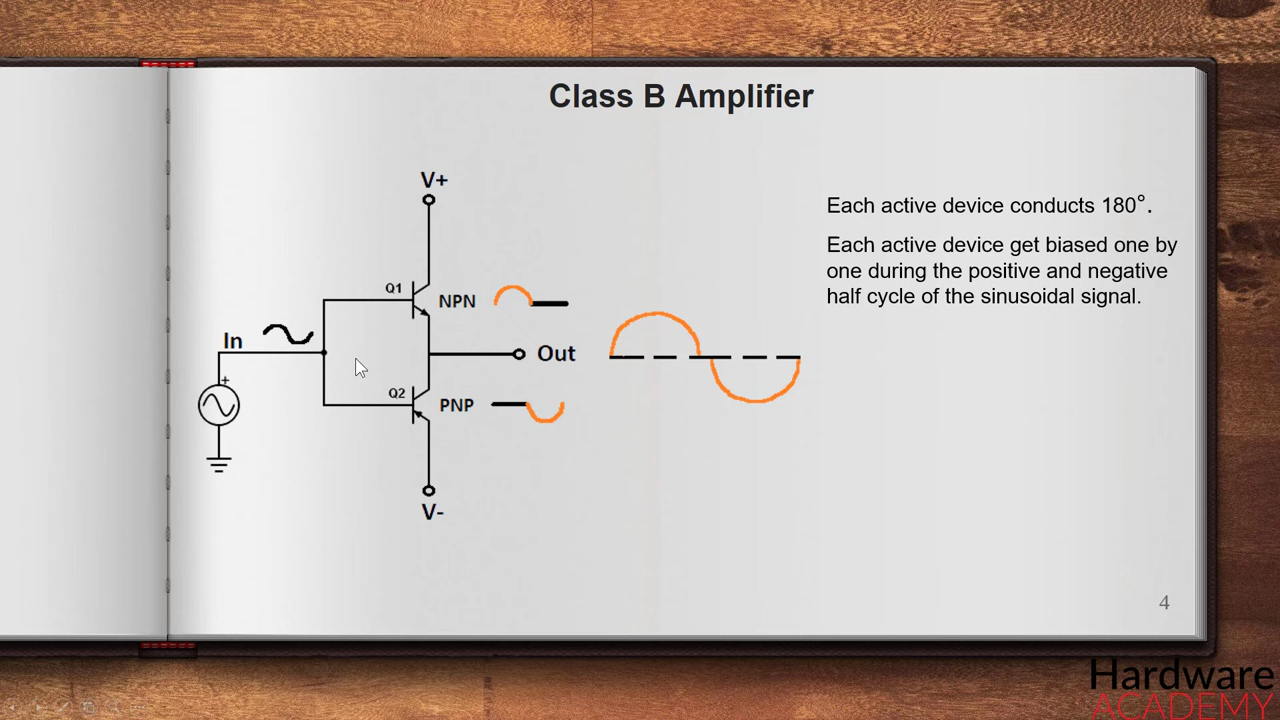 Class B Amplifier
V+
Each active device conducts 180°.
Each active device get biased one by
one during the positive and negative
half cycle of the sinusoidal signal.
Q1
NPN
In
Out
+
Q2
PNP
V-
4
Hardware
ACADEMY